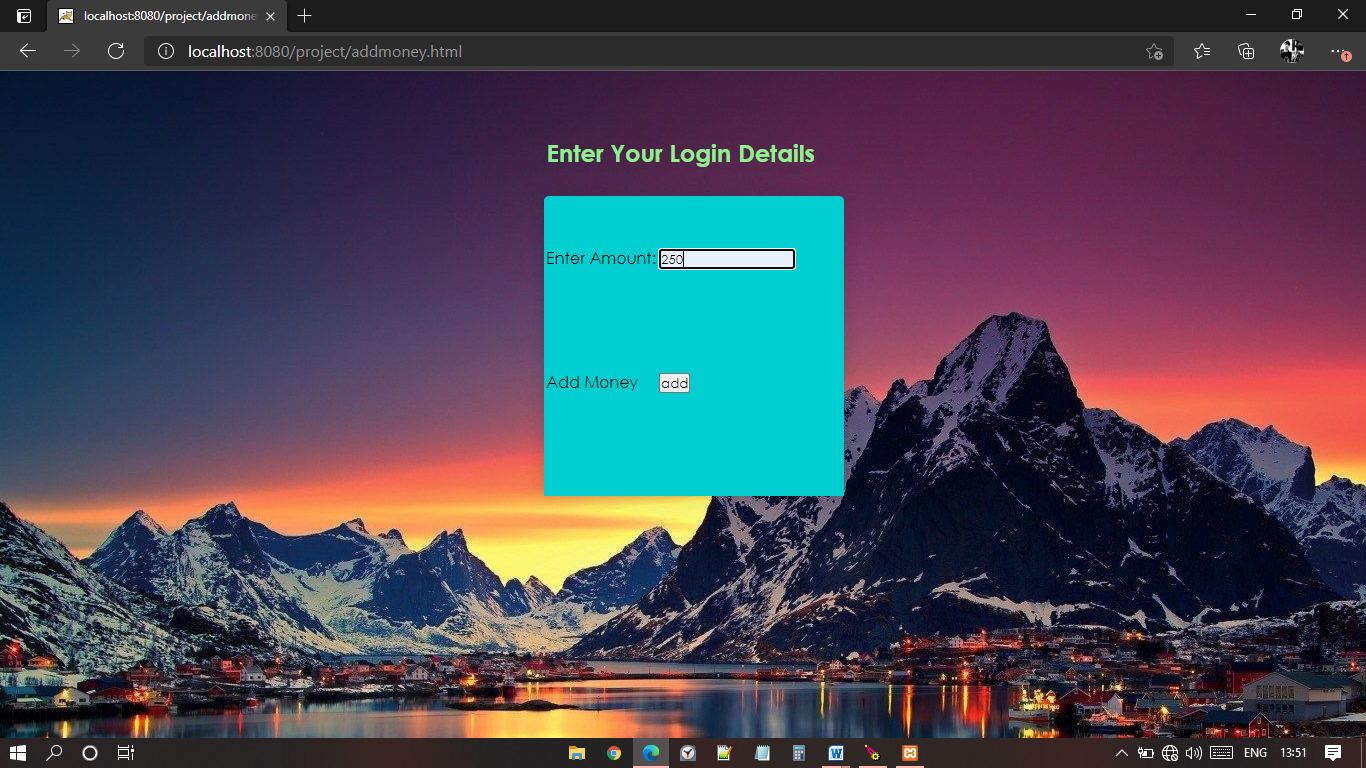 localhost:8080/project/addmone
localhost:8080/project/addmoney.html
Enter Your Login Details
Enter Amount: 250
Add Money add
ENG 13:51